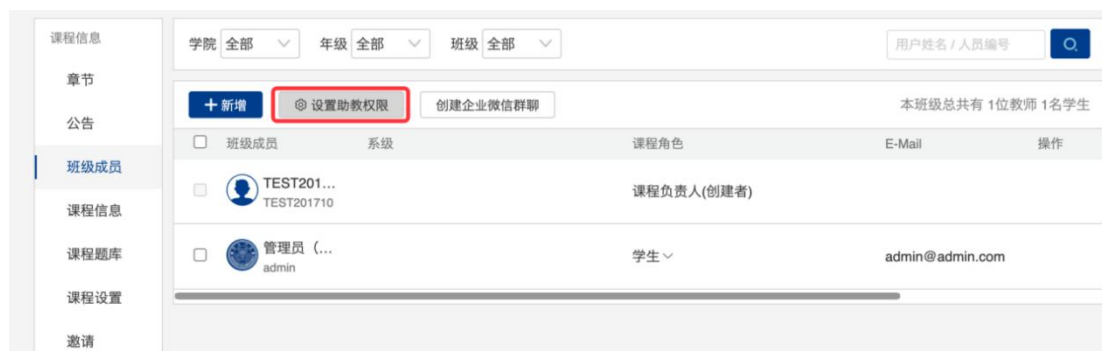 课程信息
章节
公告
班级成员
课程信息
课程题库
课程设置
邀请
学院 全部 年级 全部 班级 全部 用户姓名 / 人员编号
新增 设置助教权限 创建企业微信群聊 本班级总共有 1位教师 1名学生
班级成员 系级 课程角色 E-Mail 操作
TEST201...
TEST201710
课程负责人(创建者)
管理员（...
admin
学生 admin@admin.com